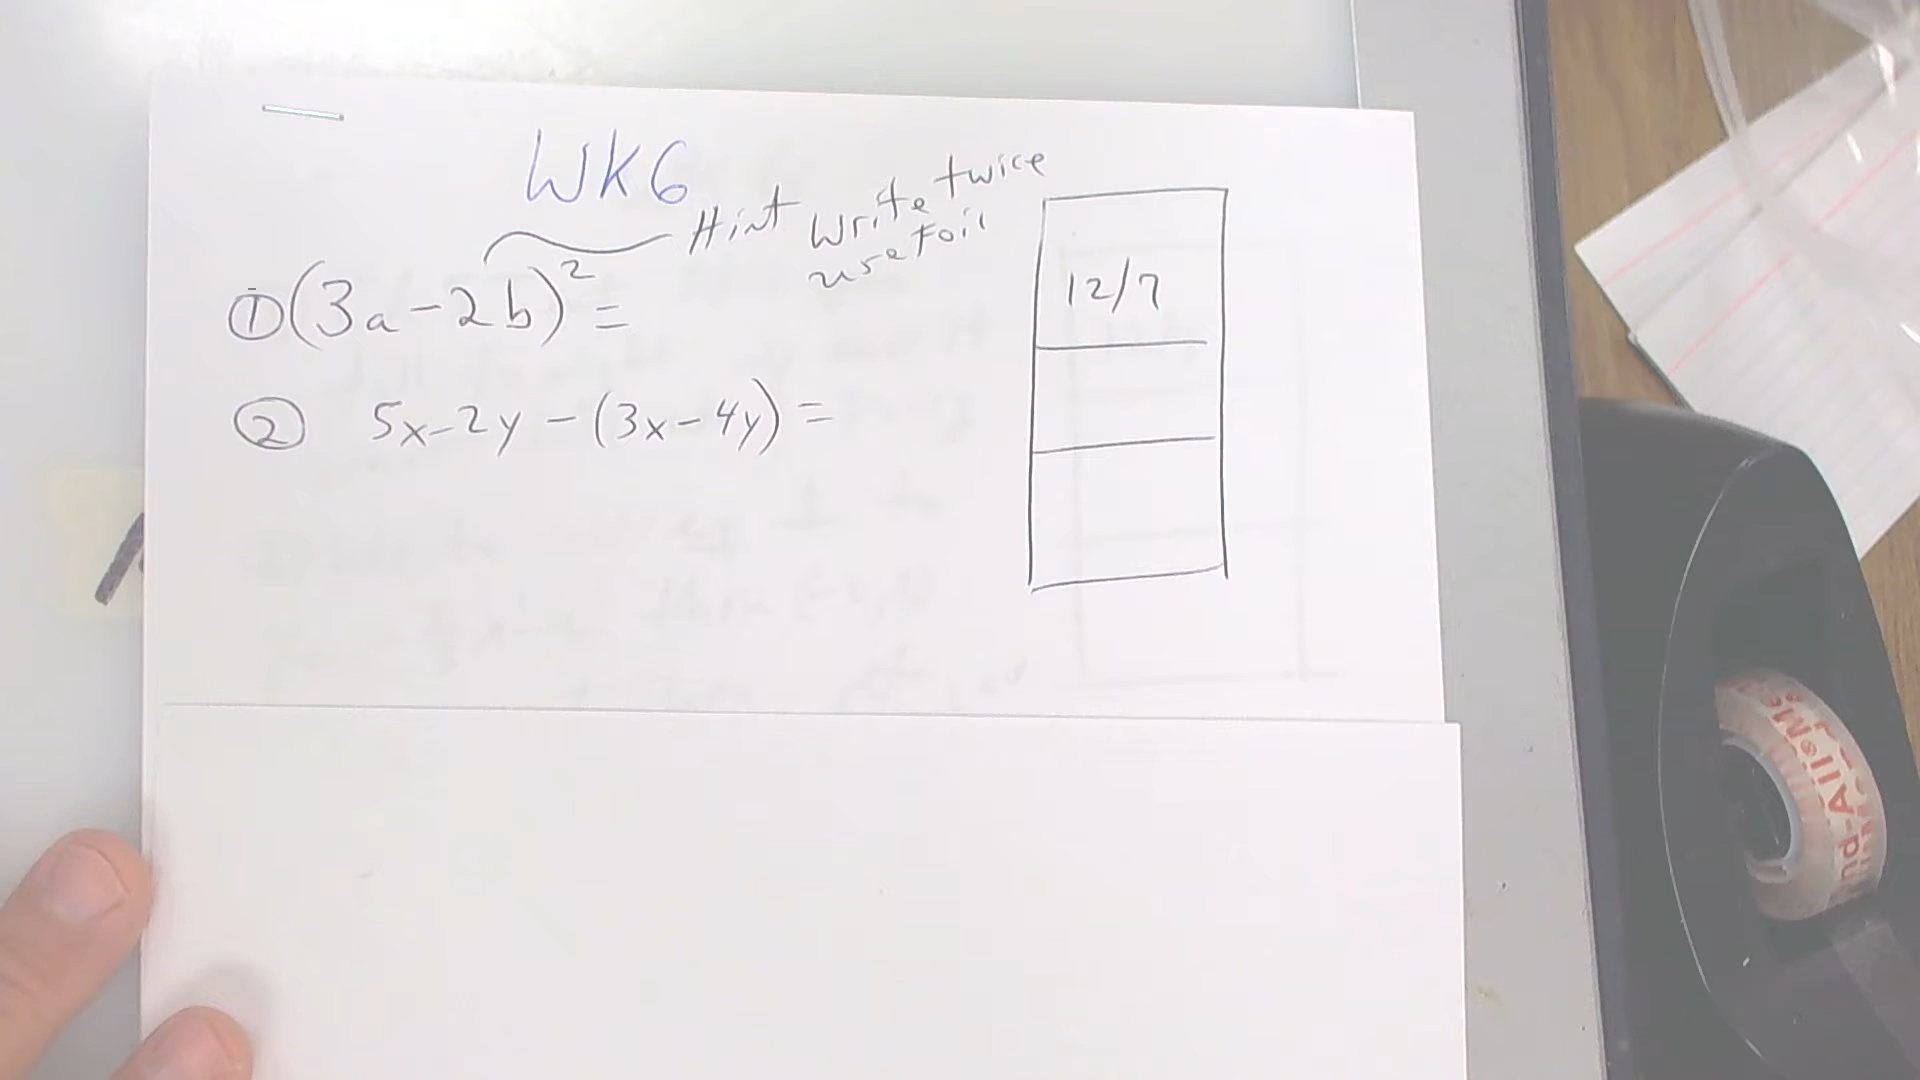 WK6
Hint write twice
use foil
① (3a-2b)² =
12/7
② 5x-2y-(3x-4y) =